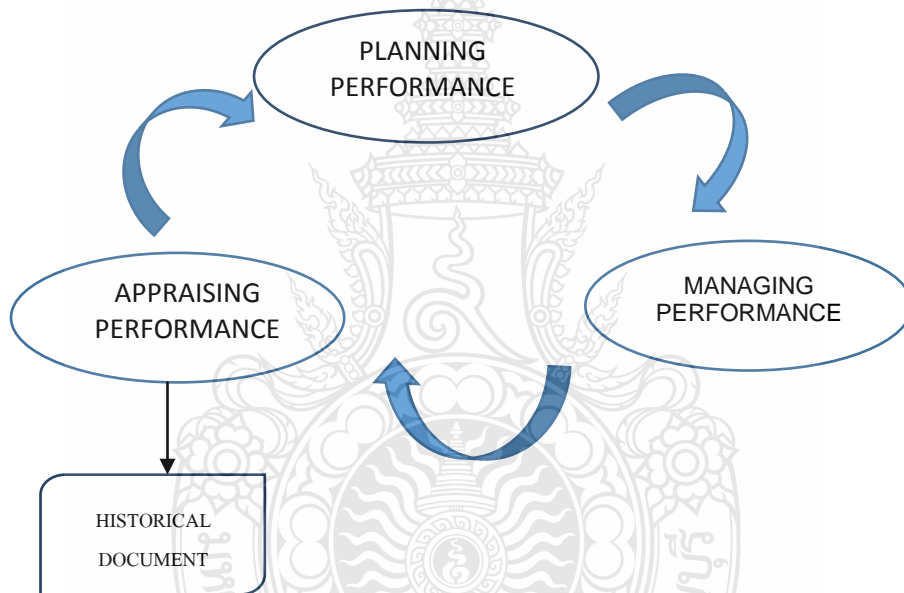 PLANNING
PERFORMANCE
APPRAISING
PERFORMANCE
MANAGING
PERFORMANCE
HISTORICAL
DOCUMENT